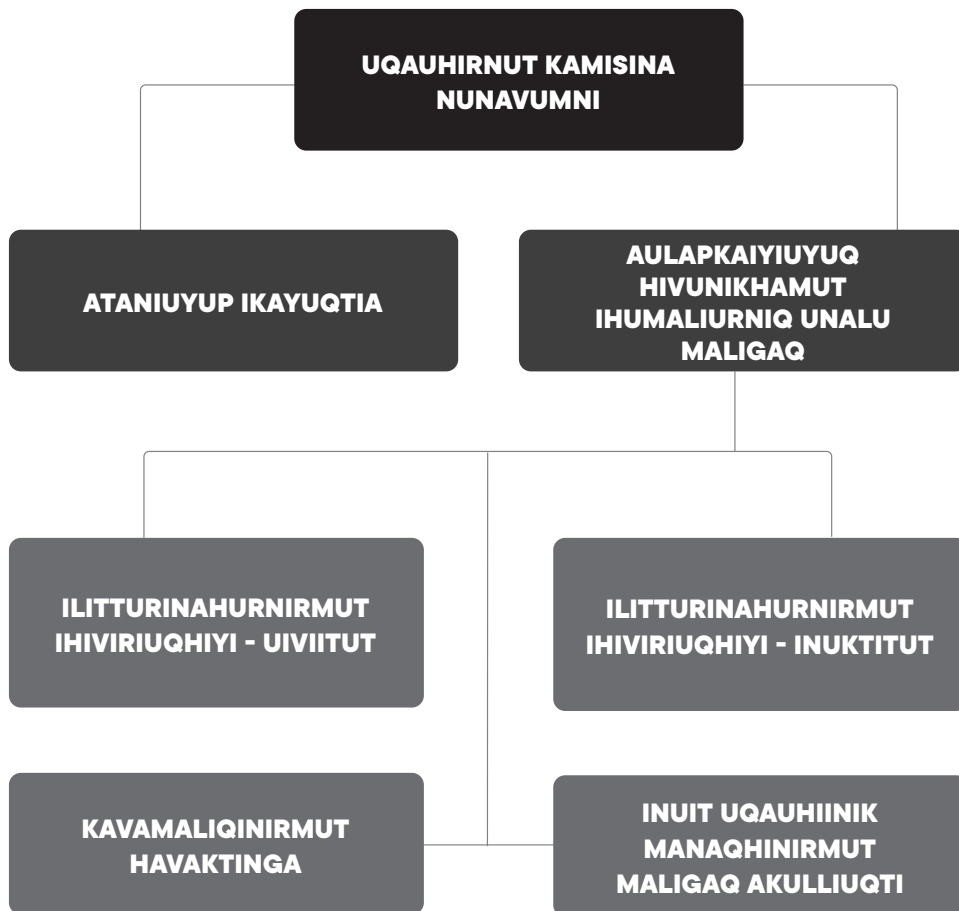 UQAUHIRNUT KAMISINA
NUNAVUMNI
ATANIUYUP IKAYUQTIA
AULAPKAIYIUYUQ
HIVUNIKHAMUT
IHUMALIURNIQ UNALU
MALIGAQ
ILITTURINAHURNIRMUT
IHIVIRIUQHIYI - UIVIITUT
ILITTURINAHURNIRMUT
IHIVIRIUQHIYI - INUKTITUT
KAVAMALIQINIRMUT
HAVAKTINGA
INUIT UQAUHIINIK
MANAQHINIRMUT
MALIGAQ AKULLIUQTI